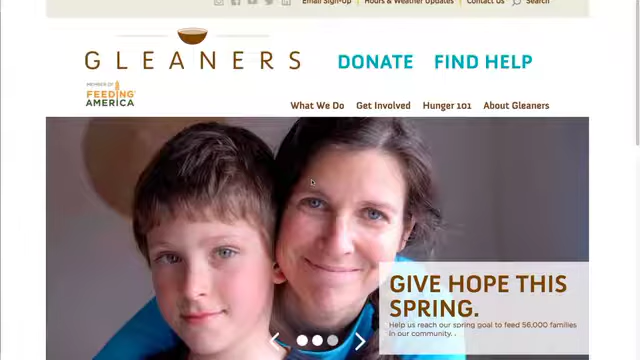 Email Sign-Up | Hours & Weather Updates | Contact Us Search
GLEANERS
DONATE FIND HELP
MEMBER OF
FEEDING
AMERICA
What We Do Get Involved Hunger 101 About Gleaners
GIVE HOPE THIS
SPRING.
Help us reach our spring goal to feed 56,000 families
in our community. .